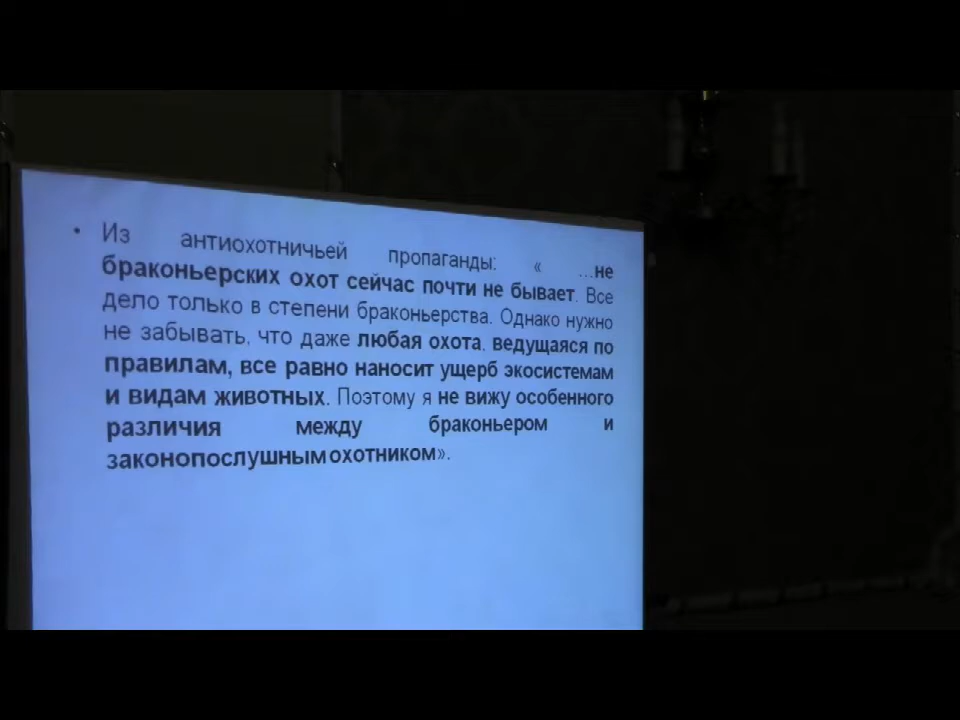 • Из антиохотничьей пропаганды: « ...не
браконьерских охот сейчас почти не бывает. Все
дело только в степени браконьерства. Однако нужно
не забывать, что даже любая охота, ведущаяся по
правилам, все равно наносит ущерб экосистемам
и видам животных. Поэтому я не вижу особенного
различия между браконьером и
законопослушным охотником».